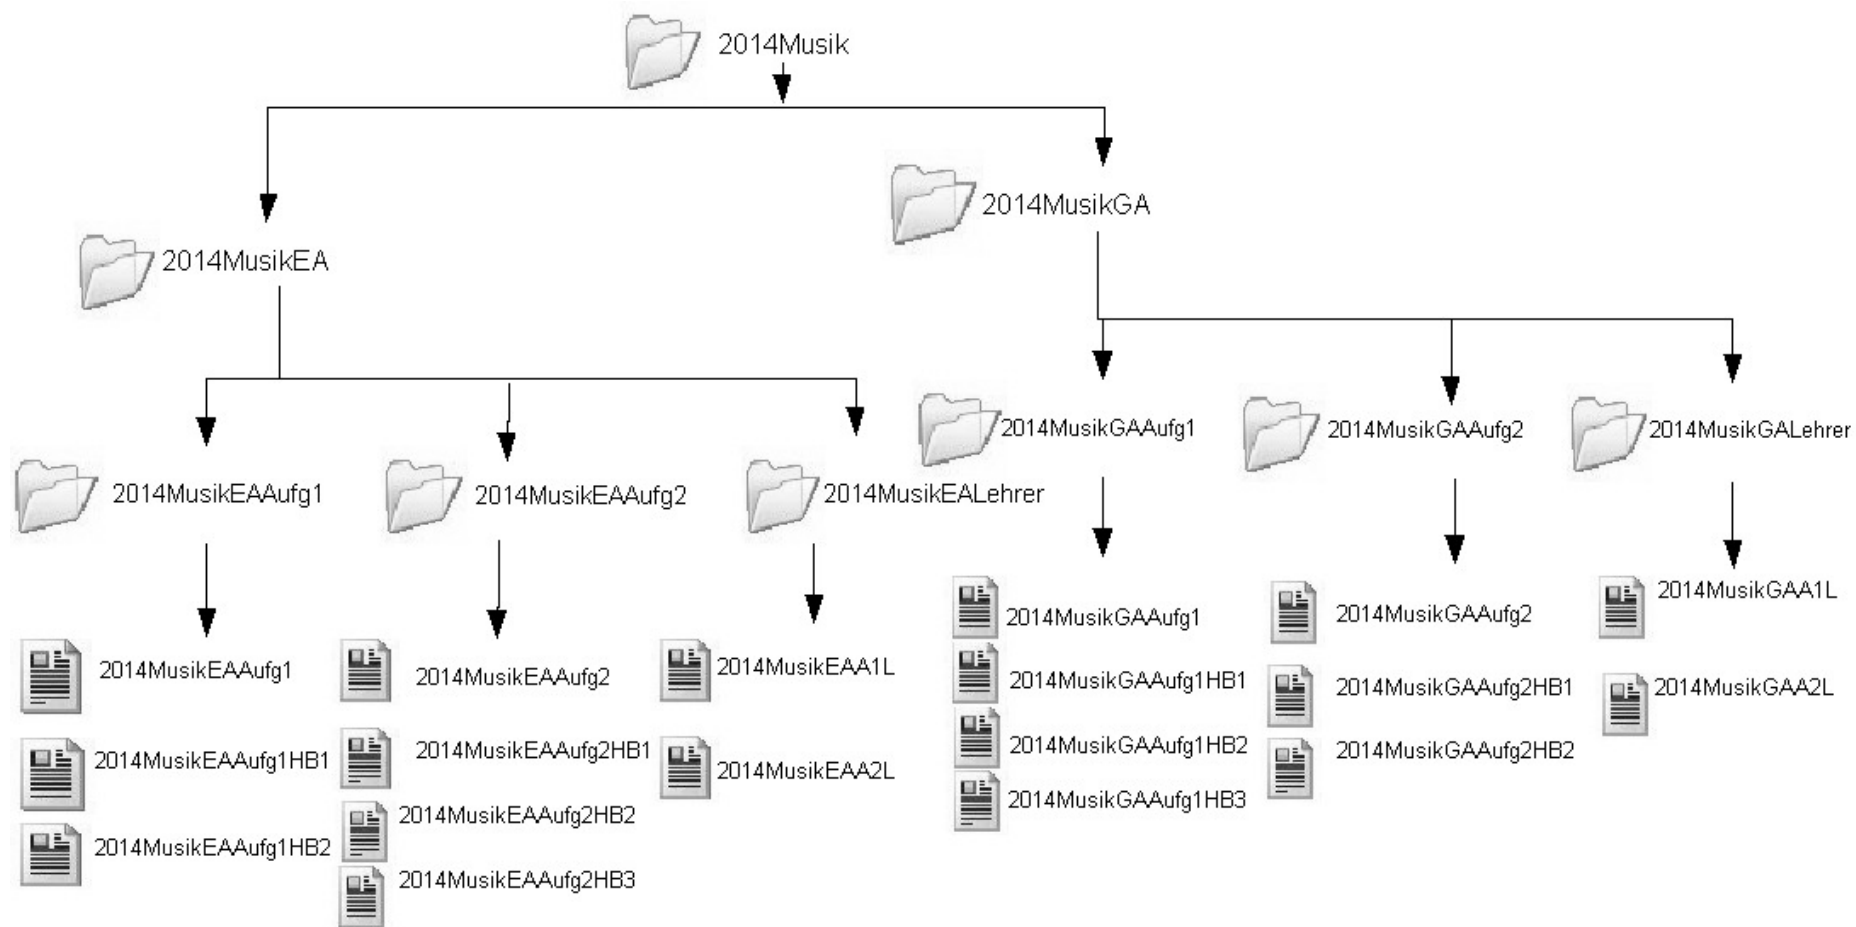 2014Musik
2014MusikEA
2014MusikGA
2014MusikEAAufg1
2014MusikEAAufg2
2014MusikEALehrer
2014MusikGAAufg1
2014MusikGAAufg2
2014MusikGALehrer
2014MusikEAAufg1
2014MusikEAAufg1HB1
2014MusikEAAufg1HB2
2014MusikEAAufg2
2014MusikEAAufg2HB1
2014MusikEAAufg2HB2
2014MusikEAAufg2HB3
2014MusikEAA1L
2014MusikEAA2L
2014MusikGAAufg1
2014MusikGAAufg1HB1
2014MusikGAAufg1HB2
2014MusikGAAufg1HB3
2014MusikGAAufg2
2014MusikGAAufg2HB1
2014MusikGAAufg2HB2
2014MusikGAA1L
2014MusikGAA2L